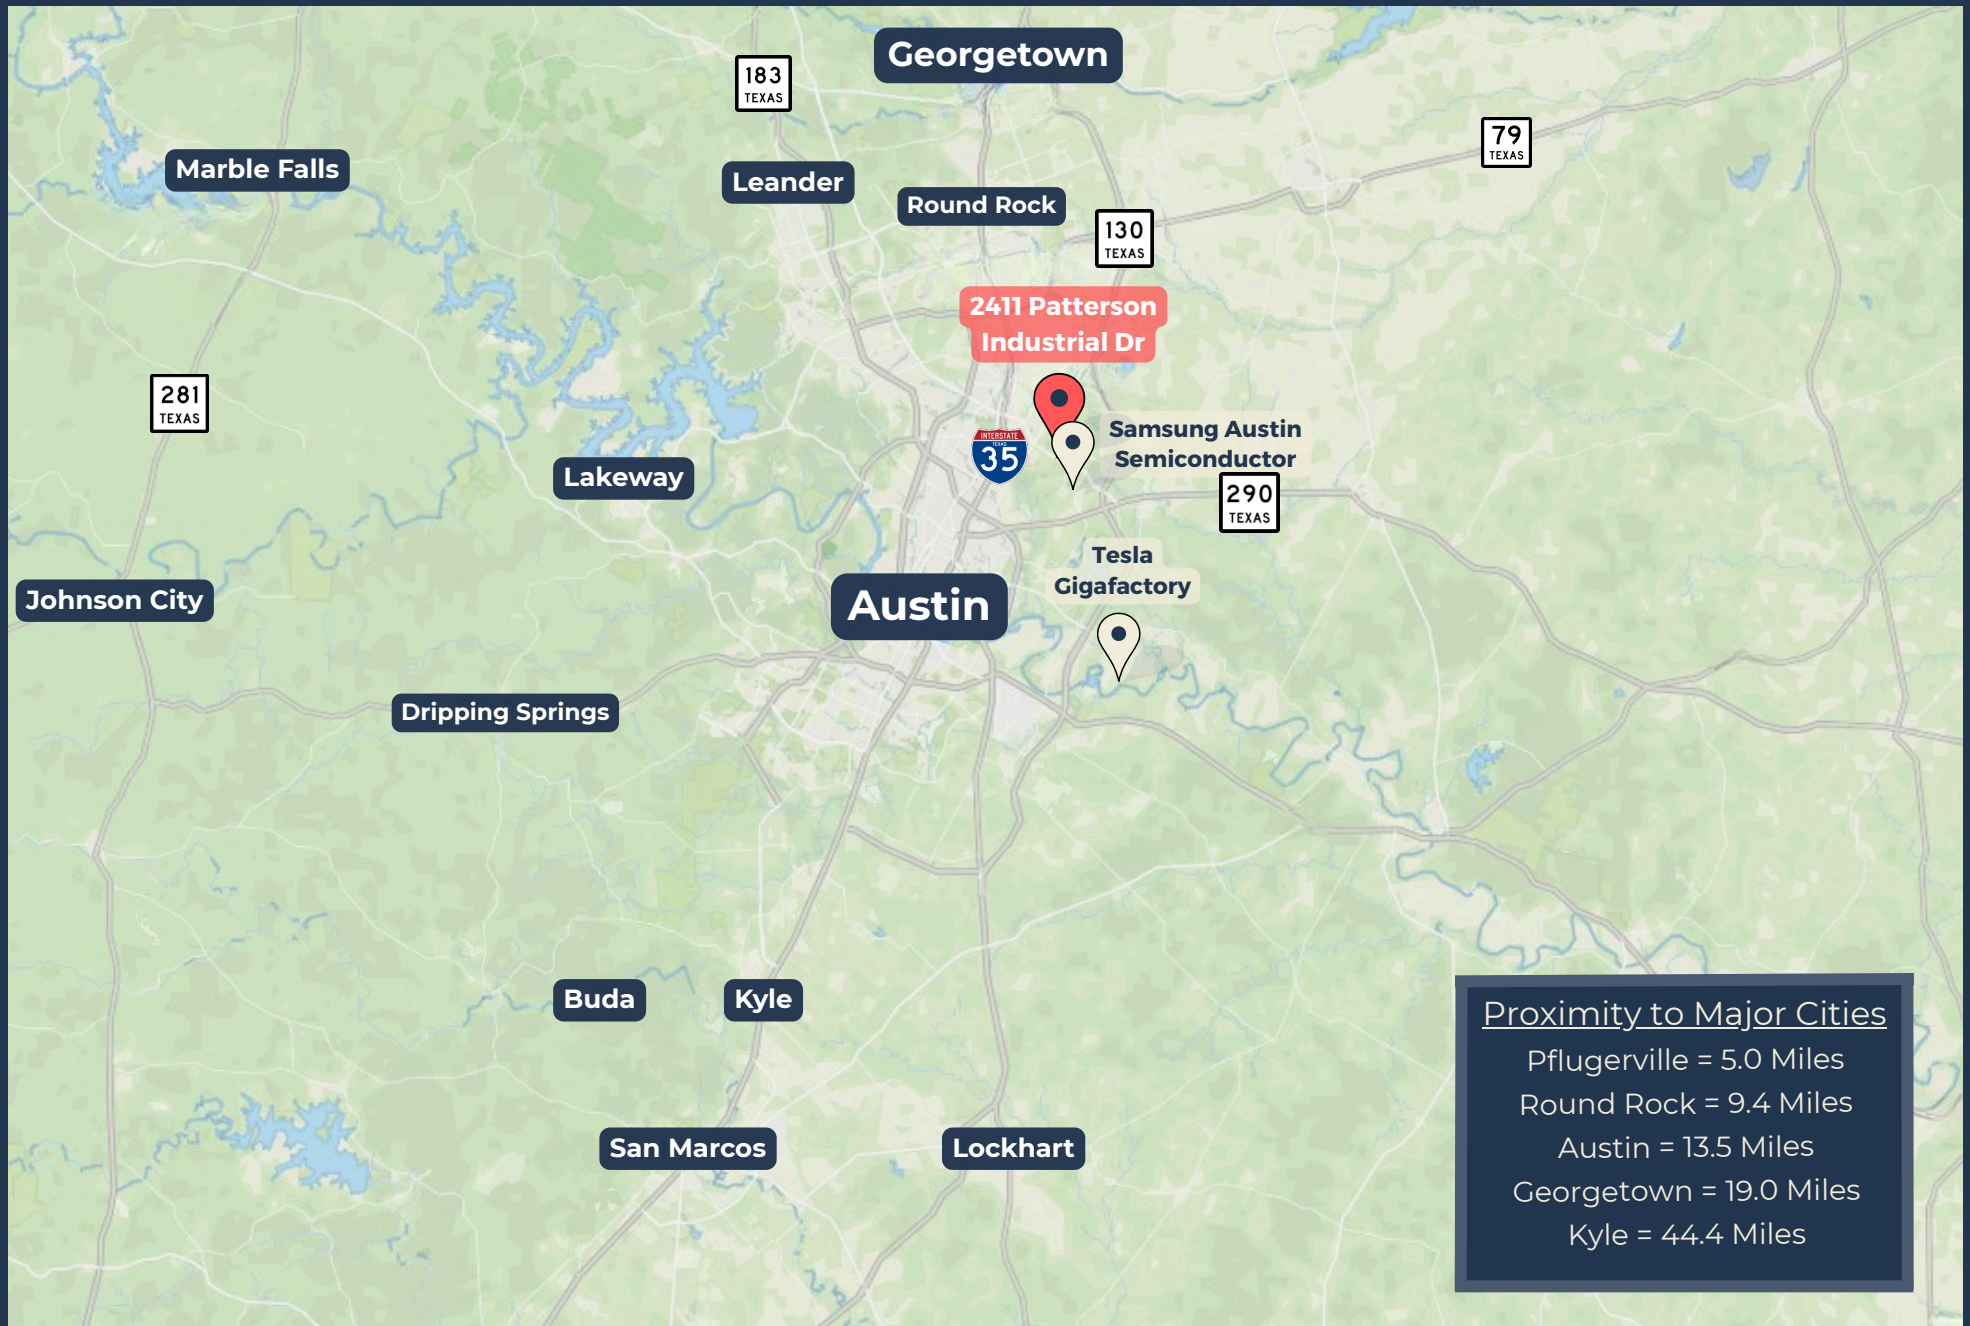 Georgetown
183
TEXAS
79
TEXAS
Marble Falls
Leander
Round Rock
130
TEXAS
2411 Patterson
Industrial Dr
281
TEXAS
INTERSTATE
TEXAS
35
Samsung Austin
Semiconductor
Lakeway
290
TEXAS
Tesla
Gigafactory
Johnson City
Austin
Dripping Springs
Buda
Kyle
San Marcos
Lockhart
Proximity to Major Cities
Pflugerville = 5.0 Miles
Round Rock = 9.4 Miles
Austin = 13.5 Miles
Georgetown = 19.0 Miles
Kyle = 44.4 Miles